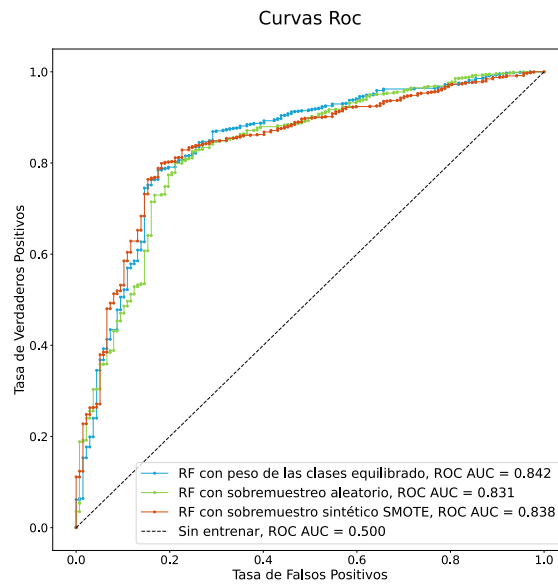 Curvas Roc
1.0
0.8
0.6
0.4
0.2
0.0
Tasa de Verdaderos Positivos
RF con peso de las clases equilibrado, ROC AUC = 0.842
RF con sobremuestreo aleatorio, ROC AUC = 0.831
RF con sobremuestro sintético SMOTE, ROC AUC = 0.838
Sin entrenar, ROC AUC = 0.500
0.0 0.2 0.4 0.6 0.8 1.0
Tasa de Falsos Positivos